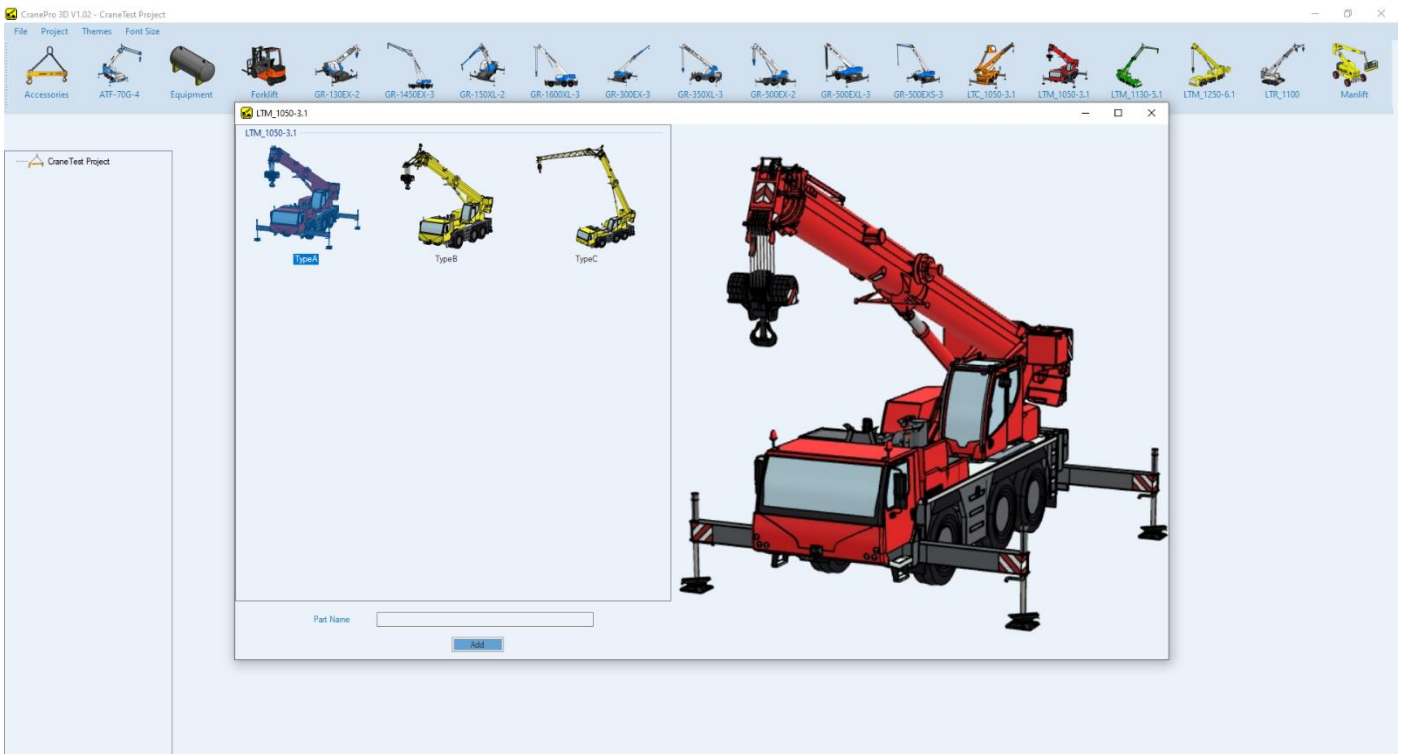 CranePro 3D V1.02 - CraneTest Project
File Project Themes Font Size
Accessories ATF-70G-4 Equipment Forklift GR-130EX-2 GR-1450EX-3 GR-150XL-2 GR-1600XL-3 GR-300EX-3 GR-350XL-3 GR-500EX-2 GR-500EXL-3 GR-500EXS-3 LTC_1050-3.1 LTM_1050-3.1 LTM_1130-5.1 LTM_1250-6.1 LTR_1100 Manlift
LTM_1050-3.1
LTM_1050-3.1
CraneTest Project
TypeA TypeB TypeC
Part Name
Add